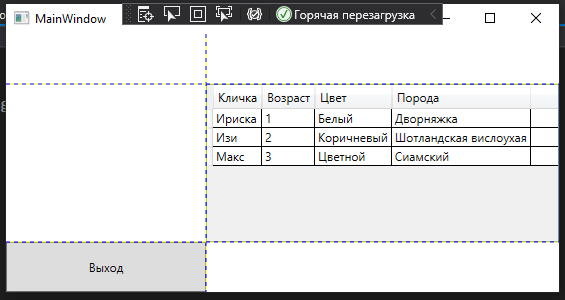 MainWindow
Горячая перезагрузка
Кличка Возраст Цвет Порода
Ириска 1 Белый Дворняжка
Изи 2 Коричневый Шотландская вислоухая
Макс 3 Цветной Сиамский
Выход